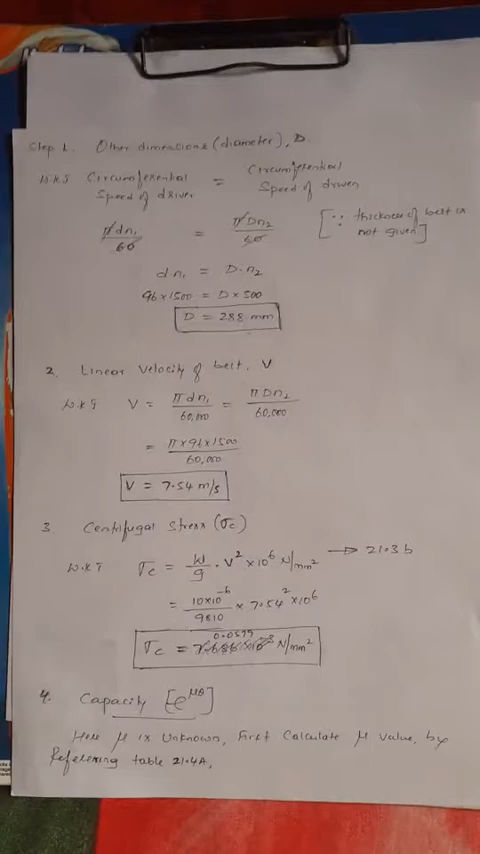 Step 1. Other dimensions (diameter), D.
W.K.T Circumferential Speed of driver = Circumferential Speed of driven
πdn₁/60 = πDn₂/60 [∵ thickness of belt is not given]
dn₁ = D·n₂
96×1500 = D×500
D = 288 mm
2. Linear Velocity of belt, V
W.K.T V = πdn₁/60,000 = πDn₂/60,000
= π×96×1500/60,000
V = 7.54 m/s
3. Centrifugal Stress (σc)
W.K.T σc = w/g · V² ×10⁶ N/mm² → 21.3b
= 10×10⁻⁶/9810 × 7.54² ×10⁶
σc = 0.0579 N/mm²
4. Capacity [e^μθ]
Here μ is Unknown, First Calculate μ value, by
Refeering table 21.4A,